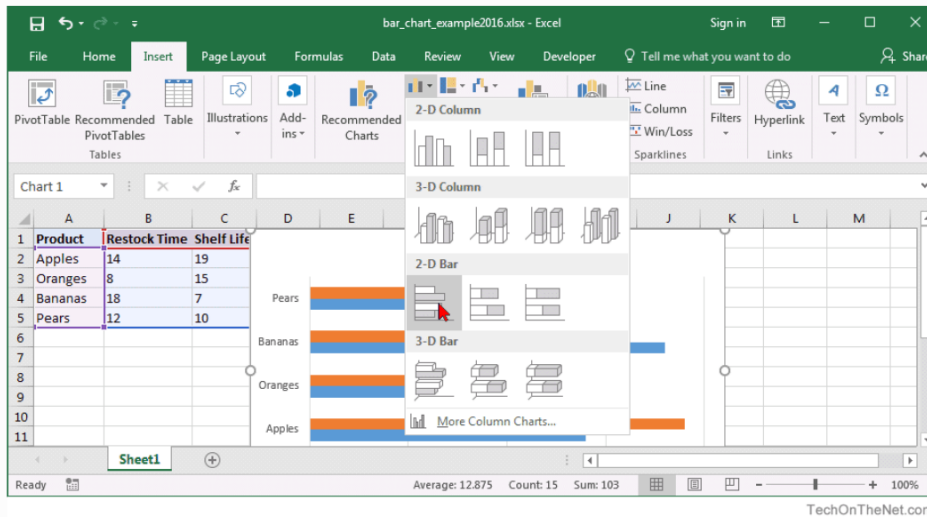 bar_chart_example2016.xlsx - Excel
Sign in
File Home Insert Page Layout Formulas Data Review View Developer Tell me what you want to do Share
PivotTable Recommended PivotTables Table
Illustrations
Add-ins
Recommended Charts
Line
Column
Win/Loss
Filters
Hyperlink
Text
Symbols
Tables
Sparklines
Links
2-D Column
3-D Column
2-D Bar
3-D Bar
More Column Charts...
Chart 1
fx
A B C D E J K L M
1 Product Restock Time Shelf Life
2 Apples 14 19
3 Oranges 8 15
4 Bananas 18 7
5 Pears 12 10
6
7
8
9
10
11
Pears
Bananas
Oranges
Apples
Sheet1
Ready
Average: 12.875 Count: 15 Sum: 103
100%
TechOnTheNet.com